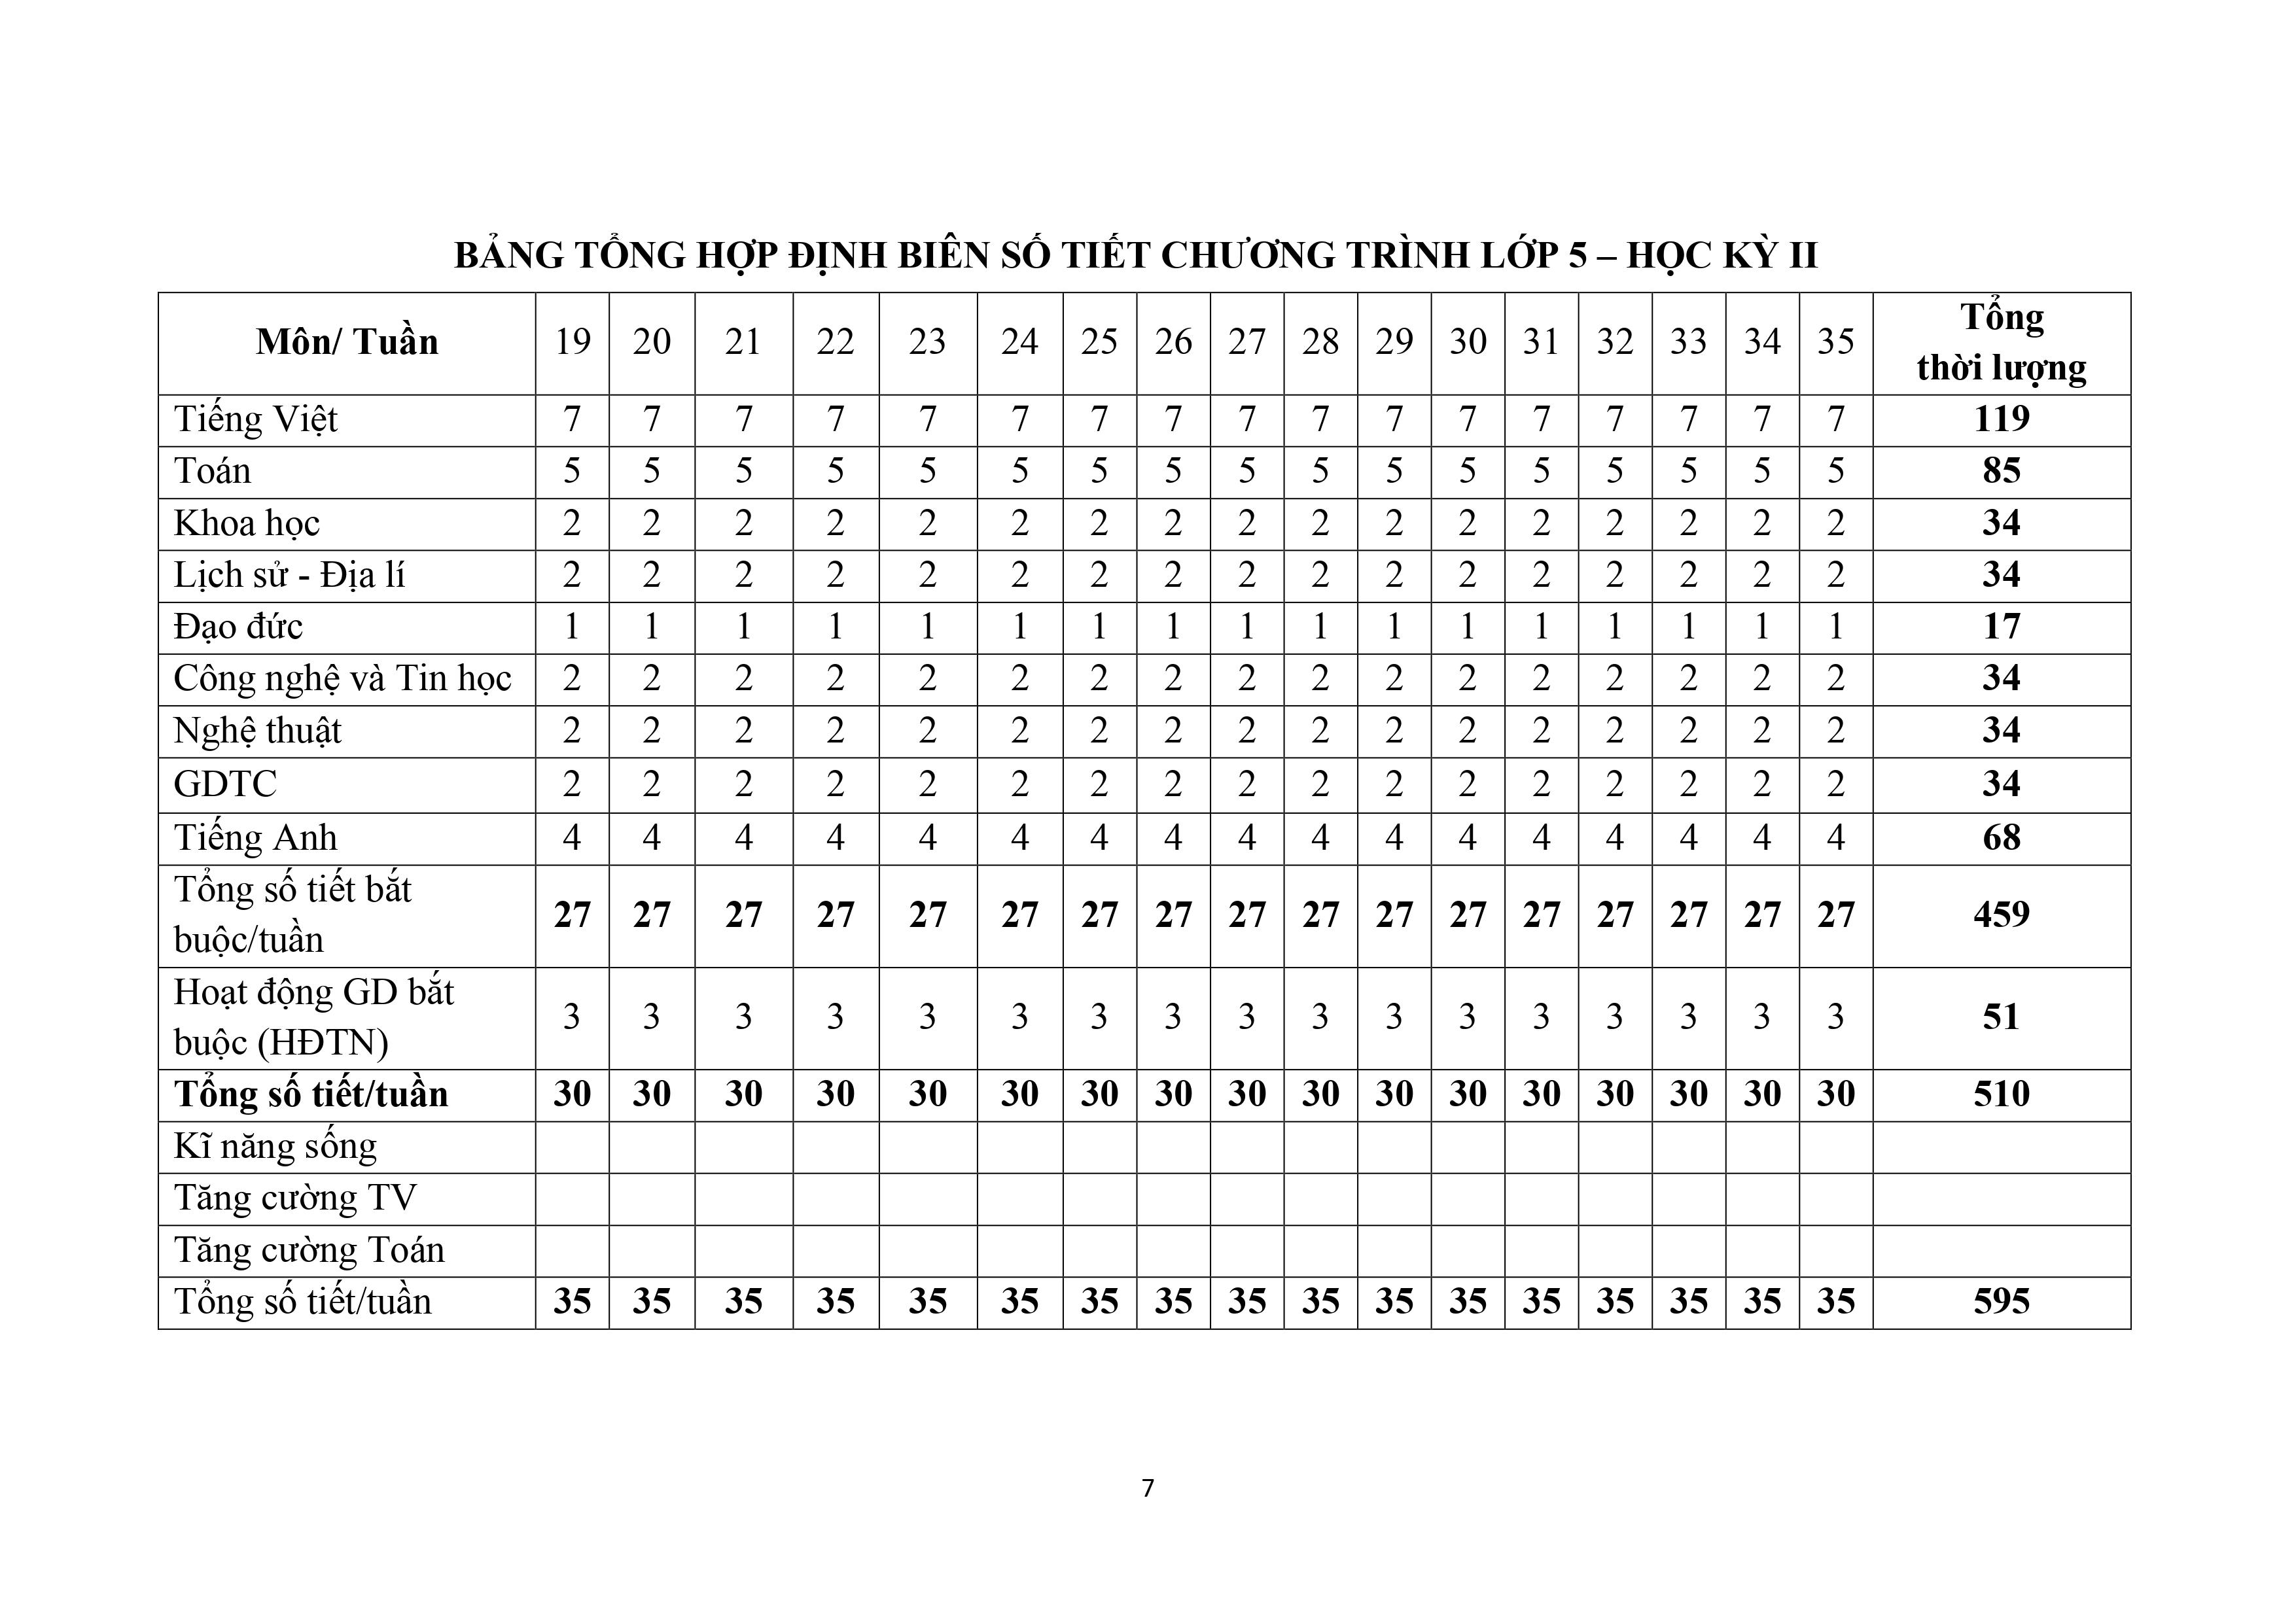 BẢNG TỔNG HỢP ĐỊNH BIÊN SỐ TIẾT CHƯƠNG TRÌNH LỚP 5 – HỌC KỲ II
Môn/ Tuần 19 20 21 22 23 24 25 26 27 28 29 30 31 32 33 34 35 Tổng
thời lượng
Tiếng Việt 7 7 7 7 7 7 7 7 7 7 7 7 7 7 7 7 7 119
Toán 5 5 5 5 5 5 5 5 5 5 5 5 5 5 5 5 5 85
Khoa học 2 2 2 2 2 2 2 2 2 2 2 2 2 2 2 2 2 34
Lịch sử - Địa lí 2 2 2 2 2 2 2 2 2 2 2 2 2 2 2 2 2 34
Đạo đức 1 1 1 1 1 1 1 1 1 1 1 1 1 1 1 1 1 17
Công nghệ và Tin học 2 2 2 2 2 2 2 2 2 2 2 2 2 2 2 2 2 34
Nghệ thuật 2 2 2 2 2 2 2 2 2 2 2 2 2 2 2 2 2 34
GDTC 2 2 2 2 2 2 2 2 2 2 2 2 2 2 2 2 2 34
Tiếng Anh 4 4 4 4 4 4 4 4 4 4 4 4 4 4 4 4 4 68
Tổng số tiết bắt
buộc/tuần 27 27 27 27 27 27 27 27 27 27 27 27 27 27 27 27 27 459
Hoạt động GD bắt
buộc (HĐTN) 3 3 3 3 3 3 3 3 3 3 3 3 3 3 3 3 3 51
Tổng số tiết/tuần 30 30 30 30 30 30 30 30 30 30 30 30 30 30 30 30 30 510
Kĩ năng sống
Tăng cường TV
Tăng cường Toán
Tổng số tiết/tuần 35 35 35 35 35 35 35 35 35 35 35 35 35 35 35 35 35 595
7